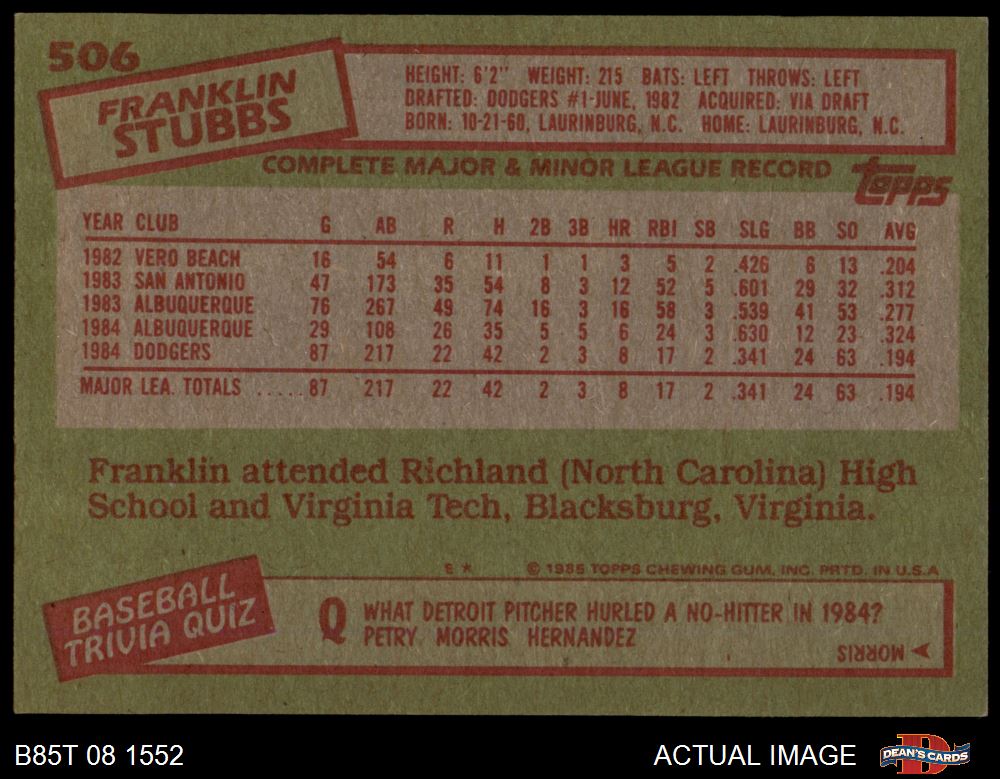 506
FRANKLIN
STUBBS
HEIGHT: 6'2" WEIGHT: 215 BATS: LEFT THROWS: LEFT
DRAFTED: DODGERS #1-JUNE, 1982 ACQUIRED: VIA DRAFT
BORN: 10-21-60, LAURINBURG, N.C. HOME: LAURINBURG, N.C.
COMPLETE MAJOR & MINOR LEAGUE RECORD
topps
YEAR CLUB G AB R H 2B 3B HR RBI SB SLG BB SO AVG
1982 VERO BEACH 16 54 6 11 1 1 3 5 2 .426 6 13 .204
1983 SAN ANTONIO 47 173 35 54 8 3 12 52 5 .601 29 32 .312
1983 ALBUQUERQUE 76 267 49 74 16 3 16 58 3 .539 41 53 .277
1984 ALBUQUERQUE 29 108 26 35 5 5 6 24 3 .630 12 23 .324
1984 DODGERS 87 217 22 42 2 3 8 17 2 .341 24 63 .194
MAJOR LEA. TOTALS .....87 217 22 42 2 3 8 17 2 .341 24 63 .194
Franklin attended Richland (North Carolina) High
School and Virginia Tech, Blacksburg, Virginia.
E * © 1985 TOPPS CHEWING GUM, INC. PRTD. IN U.S.A
BASEBALL
TRIVIA QUIZ
Q WHAT DETROIT PITCHER HURLED A NO-HITTER IN 1984?
PETRY MORRIS HERNANDEZ
MORRIS
B85T 08 1552
ACTUAL IMAGE
D
DEAN'S CARDS